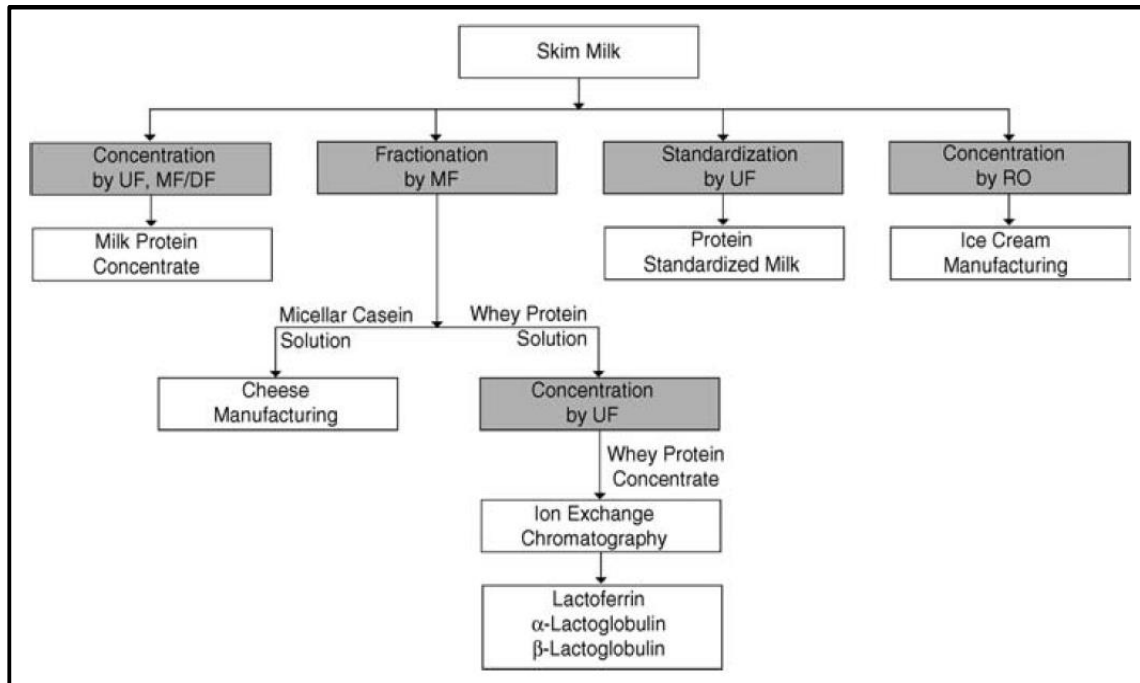 Skim Milk
Concentration
by UF, MF/DF
Fractionation
by MF
Standardization
by UF
Concentration
by RO
Milk Protein
Concentrate
Protein
Standardized Milk
Ice Cream
Manufacturing
Micellar Casein
Solution
Whey Protein
Solution
Cheese
Manufacturing
Concentration
by UF
Whey Protein
Concentrate
Ion Exchange
Chromatography
Lactoferrin
α-Lactoglobulin
β-Lactoglobulin